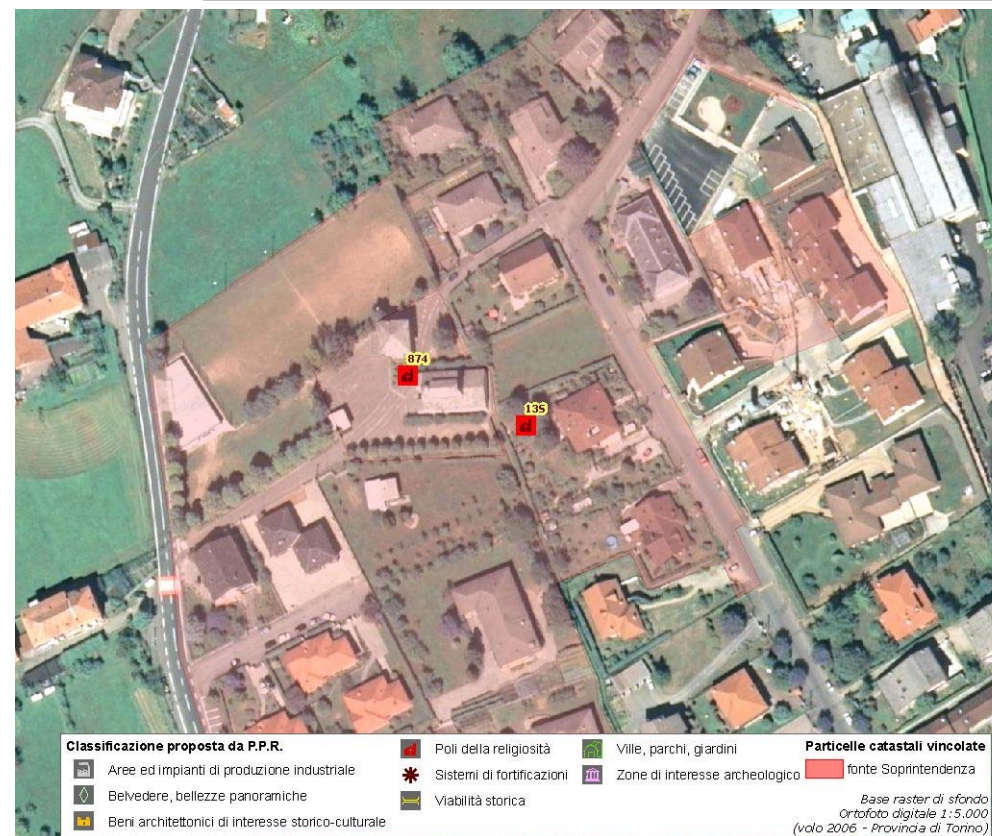 874
135
Classificazione proposta da P.P.R.
Aree ed impianti di produzione industriale
Belvedere, bellezze panoramiche
Beni architettonici di interesse storico-culturale
Poli della religiosità
Sistemi di fortificazioni
Viabilità storica
Ville, parchi, giardini
Zone di interesse archeologico
Particelle catastali vincolate
fonte Soprintendenza
Base raster di sfondo
Ortofoto digitale 1:5.000
(volo 2006 - Provincia di Torino)